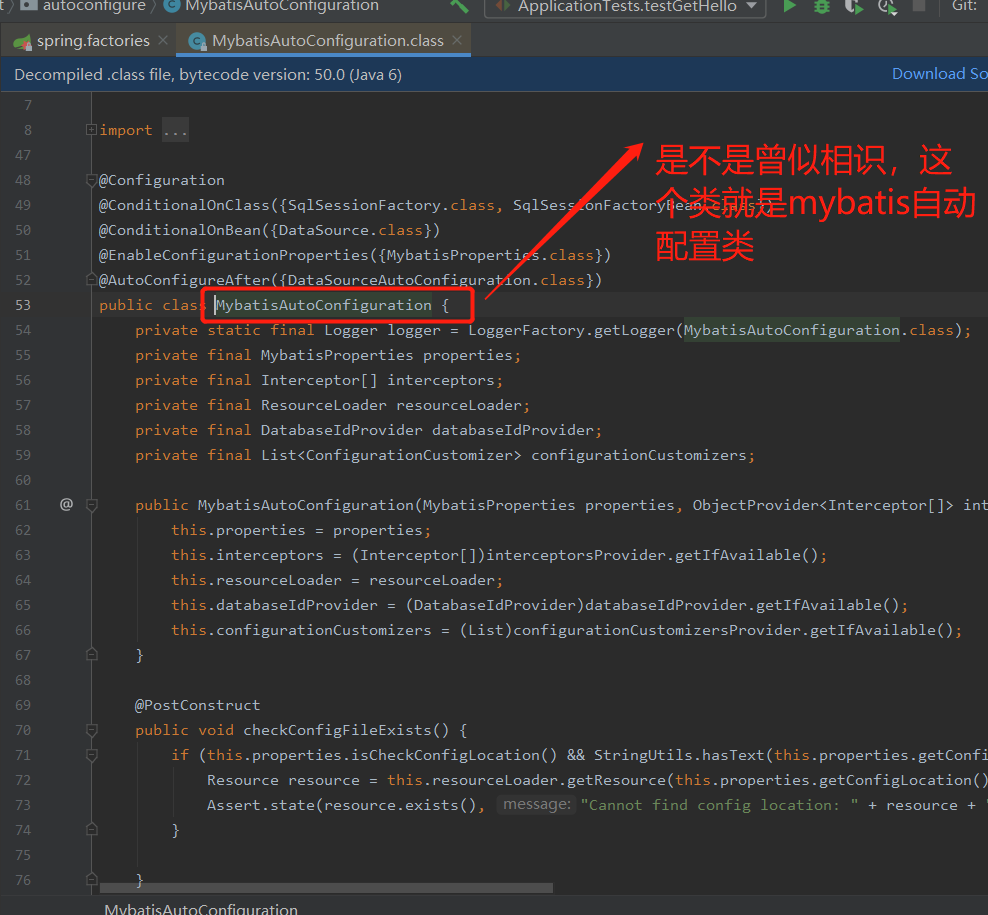 autoconfigure MybatisAutoConfiguration ApplicationTests.testGetHello Git:
spring.factories MybatisAutoConfiguration.class
Decompiled .class file, bytecode version: 50.0 (Java 6) Download So
7
8 import ...
47
48 @Configuration
49 @ConditionalOnClass({SqlSessionFactory.class, SqlSessionFactoryBean.class})
50 @ConditionalOnBean({DataSource.class})
51 @EnableConfigurationProperties({MybatisProperties.class})
52 @AutoConfigureAfter({DataSourceAutoConfiguration.class})
是不是曾似相识，这
个类就是mybatis自动
配置类
53 public class MybatisAutoConfiguration {
54 private static final Logger logger = LoggerFactory.getLogger(MybatisAutoConfiguration.class);
55 private final MybatisProperties properties;
56 private final Interceptor[] interceptors;
57 private final ResourceLoader resourceLoader;
58 private final DatabaseIdProvider databaseIdProvider;
59 private final List<ConfigurationCustomizer> configurationCustomizers;
60
61 @ public MybatisAutoConfiguration(MybatisProperties properties, ObjectProvider<Interceptor[]> int
62 this.properties = properties;
63 this.interceptors = (Interceptor[])interceptorsProvider.getIfAvailable();
64 this.resourceLoader = resourceLoader;
65 this.databaseIdProvider = (DatabaseIdProvider)databaseIdProvider.getIfAvailable();
66 this.configurationCustomizers = (List)configurationCustomizersProvider.getIfAvailable();
67 }
68
69 @PostConstruct
70 public void checkConfigFileExists() {
71 if (this.properties.isCheckConfigLocation() && StringUtils.hasText(this.properties.getConfi
72 Resource resource = this.resourceLoader.getResource(this.properties.getConfigLocation()
73 Assert.state(resource.exists(), message: "Cannot find config location: " + resource + "
74 }
75
76 }
MybatisAutoConfiguration